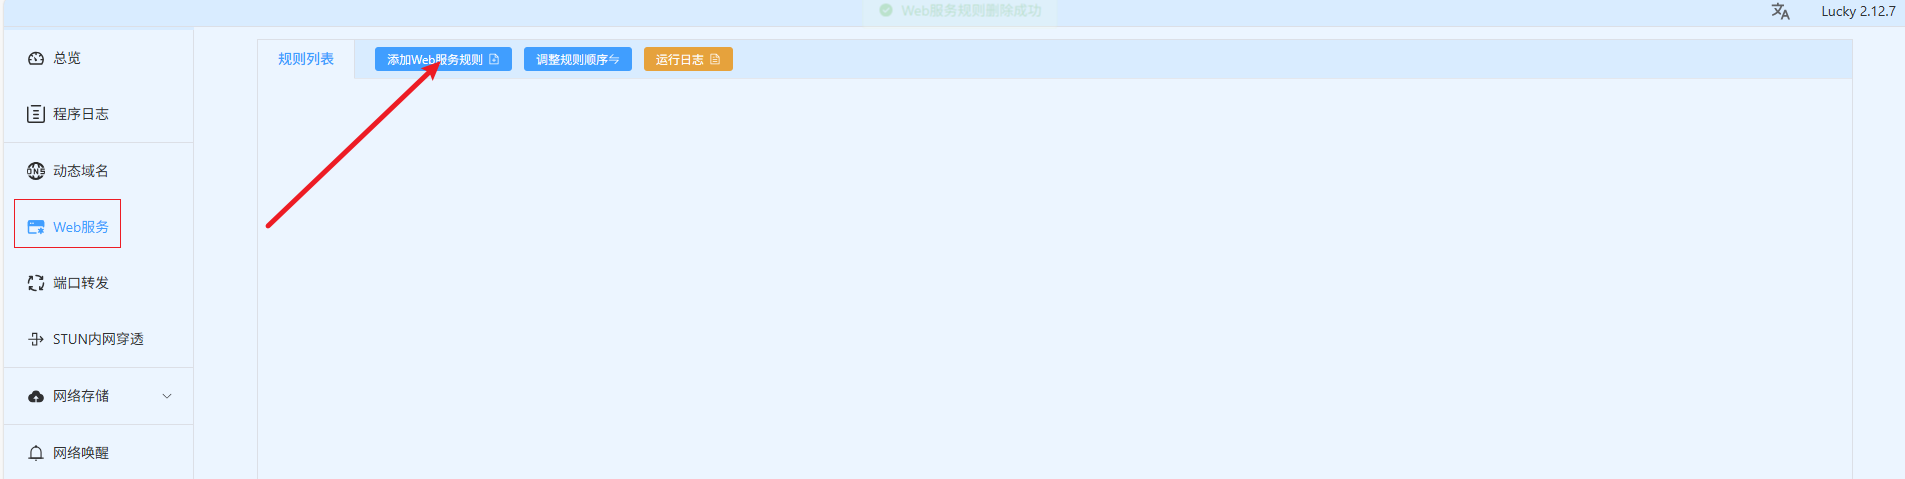 Web服务规则删除成功
Lucky 2.12.7
总览
程序日志
动态域名
Web服务
端口转发
STUN内网穿透
网络存储
网络唤醒
规则列表
添加Web服务规则
调整规则顺序
运行日志